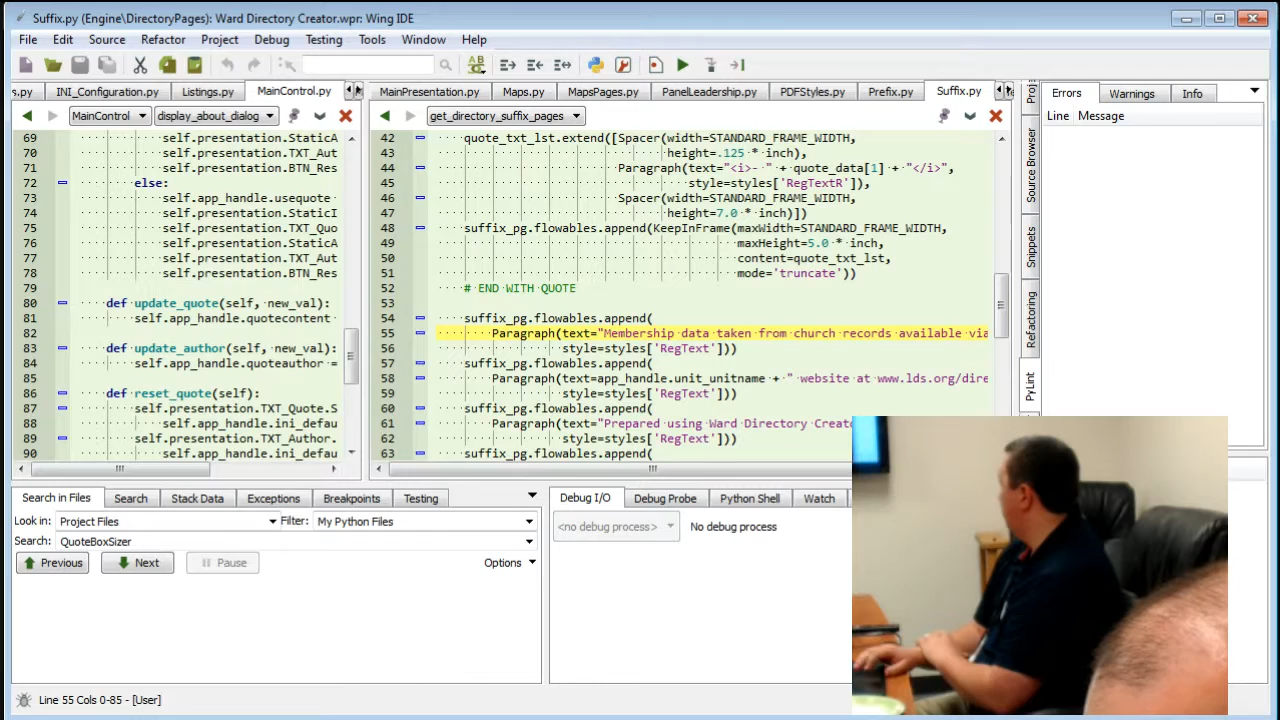 Suffix.py (Engine\DirectoryPages): Ward Directory Creator.wpr: Wing IDE
File Edit Source Refactor Project Debug Testing Tools Window Help
s.py INI_Configuration.py Listings.py MainControl.py
MainPresentation.py Maps.py MapsPages.py PanelLeadership.py PDFStyles.py Prefix.py Suffix.py
MainControl display_about_dialog
get_directory_suffix_pages
69 self.presentation.StaticA
70 self.presentation.TXT_Aut
71 self.presentation.BTN_Res
72 else:
73 self.app_handle.usequote
74 self.presentation.StaticI
75 self.presentation.TXT_Quo
76 self.presentation.StaticA
77 self.presentation.TXT_Aut
78 self.presentation.BTN_Res
79
80 def update_quote(self, new_val):
81 self.app_handle.quotecontent
82
83 def update_author(self, new_val):
84 self.app_handle.quoteauthor =
85
86 def reset_quote(self):
87 self.presentation.TXT_Quote.S
88 self.app_handle.ini_defau
89 self.presentation.TXT_Author.
90 self.app_handle.ini_defau
42 quote_txt_lst.extend([Spacer(width=STANDARD_FRAME_WIDTH,
43 height=.125 * inch),
44 Paragraph(text="<i>- " + quote_data[1] + "</i>",
45 style=styles['RegTextR']),
46 Spacer(width=STANDARD_FRAME_WIDTH,
47 height=7.0 * inch)])
48 suffix_pg.flowables.append(KeepInFrame(maxWidth=STANDARD_FRAME_WIDTH,
49 maxHeight=5.0 * inch,
50 content=quote_txt_lst,
51 mode='truncate'))
52 # END WITH QUOTE
53
54 suffix_pg.flowables.append(
55 Paragraph(text="Membership data taken from church records available via
56 style=styles['RegText']))
57 suffix_pg.flowables.append(
58 Paragraph(text=app_handle.unit_unitname + " website at www.lds.org/dire
59 style=styles['RegText']))
60 suffix_pg.flowables.append(
61 Paragraph(text="Prepared using Ward Directory Creato
62 style=styles['RegText']))
63 suffix_pg.flowables.append(
Proj
Source Browser
Snippets
Refactoring
PyLint
Errors Warnings Info
Line Message
Search in Files Search Stack Data Exceptions Breakpoints Testing
Look in: Project Files Filter: My Python Files
Search: QuoteBoxSizer
Previous Next Pause Options
Debug I/O Debug Probe Python Shell Watch
<no debug process> No debug process
Line 55 Cols 0-85 - [User]